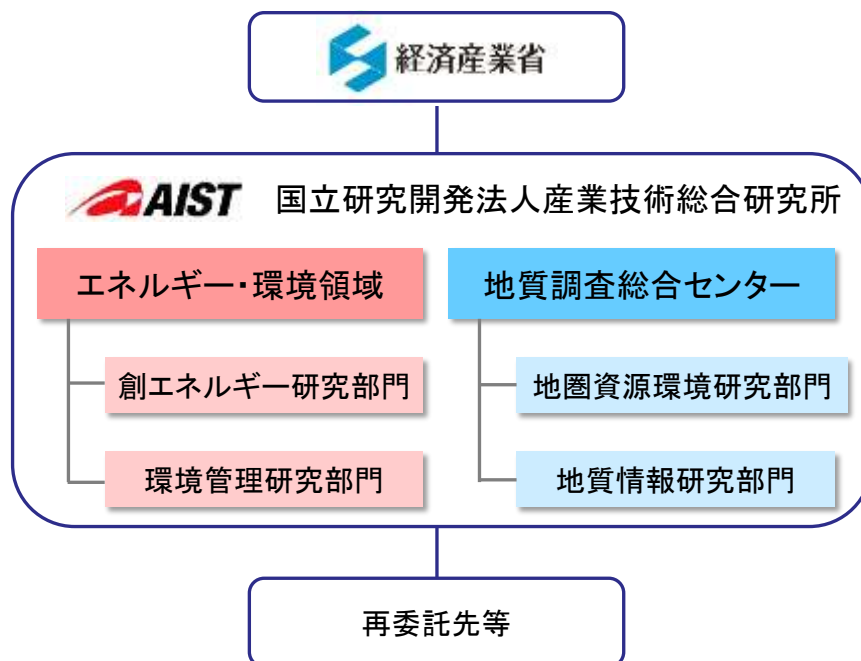 経済産業省
AIST 国立研究開発法人産業技術総合研究所
エネルギー・環境領域
地質調査総合センター
創エネルギー研究部門
地圏資源環境研究部門
環境管理研究部門
地質情報研究部門
再委託先等